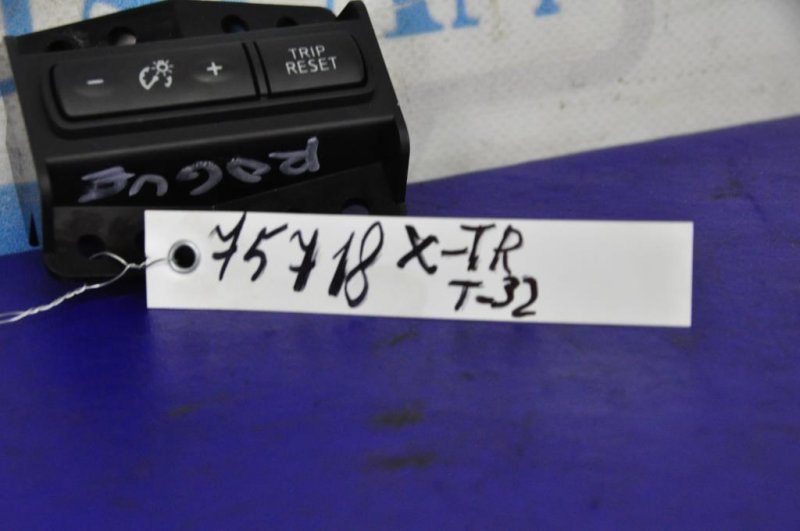 - +
TRIP
RESET
ROGUE
75718 X-TR
T-32